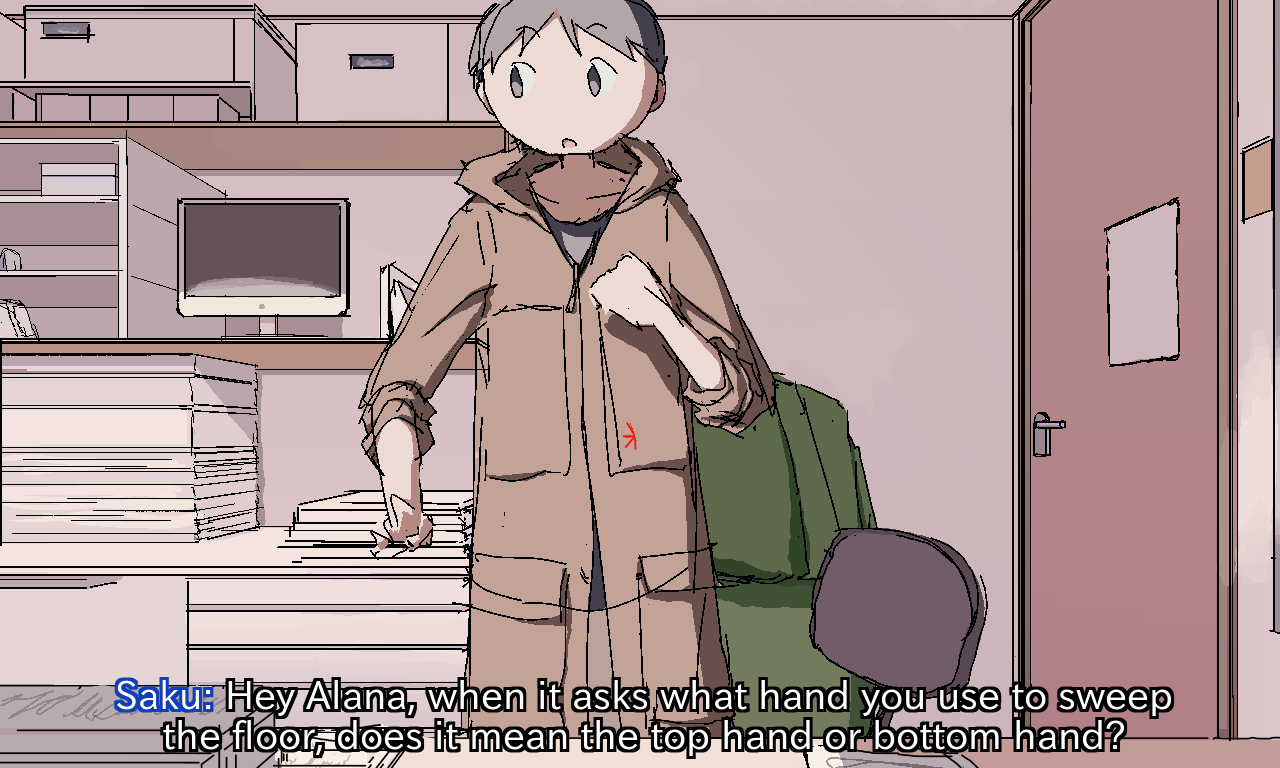 Saku: Hey Alana, when it asks what hand you use to sweep
the floor, does it mean the top hand or bottom hand?